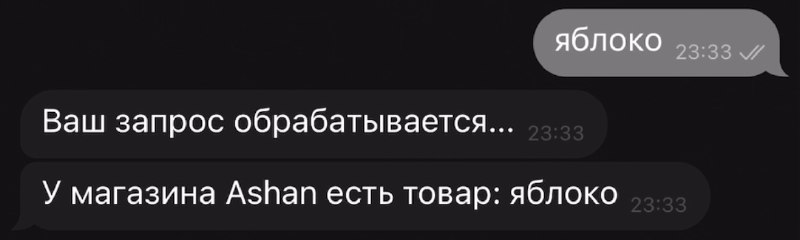 яблоко 23:33
Ваш запрос обрабатывается... 23:33
У магазина Ashan есть товар: яблоко 23:33